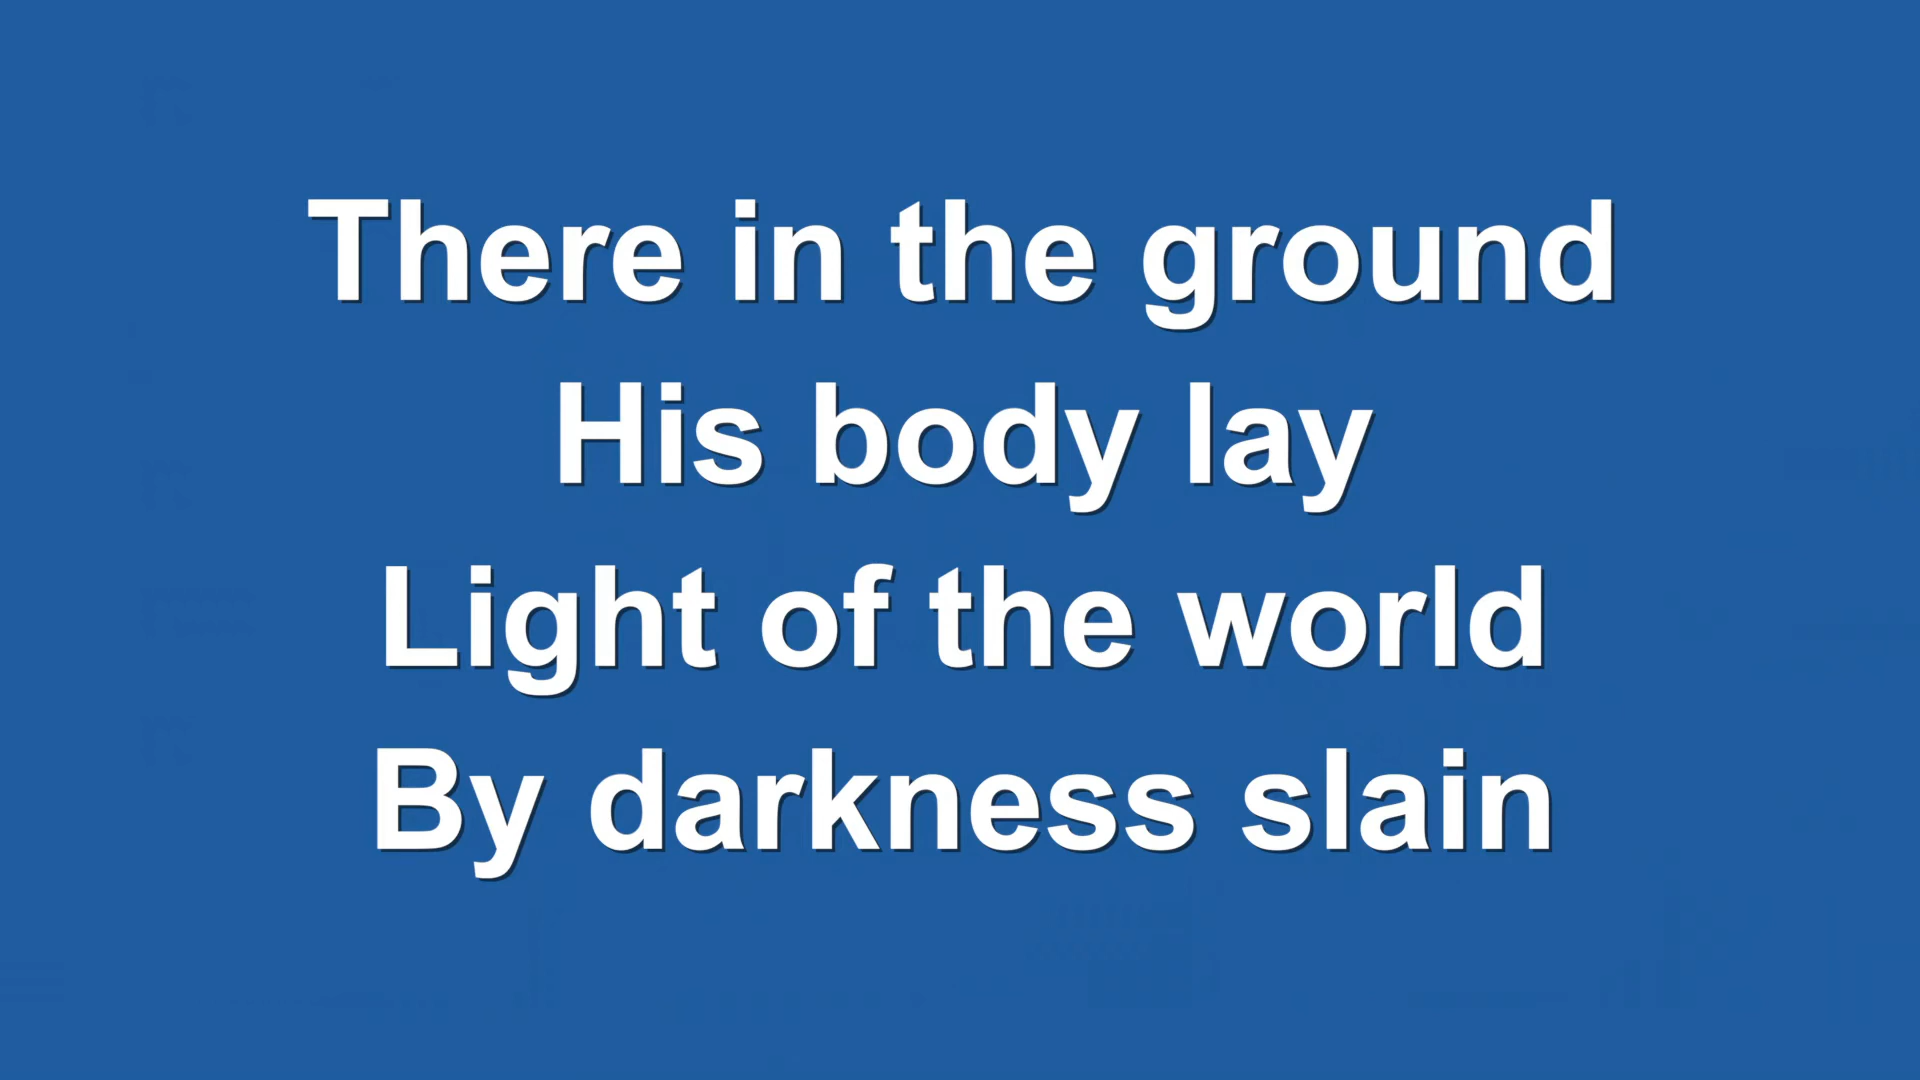 There in the ground
His body lay
Light of the world
By darkness slain